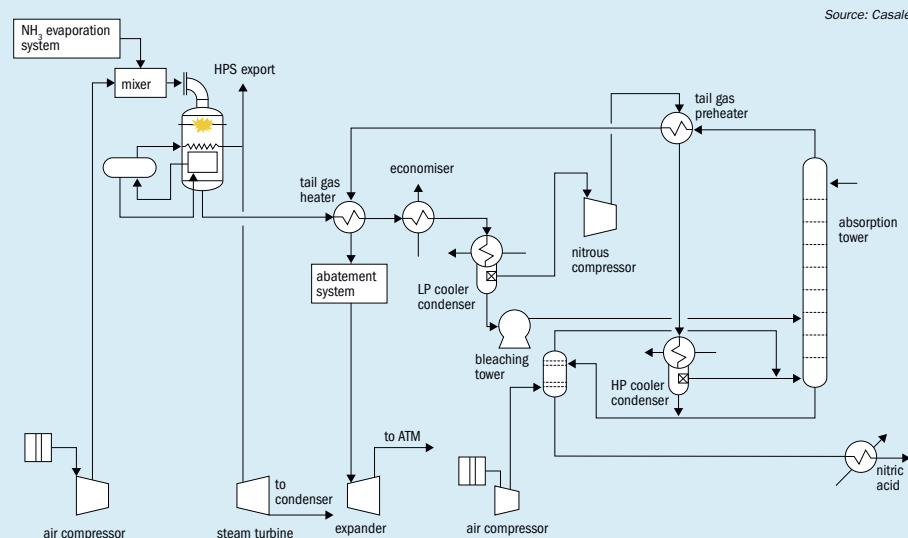 Source: Casale
NH3 evaporation
system
mixer
HPS export
tail gas
preheater
economiser
tail gas
heater
absorption
tower
nitrous
compressor
abatement
system
LP cooler
condenser
bleaching
tower
HP cooler
condenser
to ATM
nitric
acid
to
condenser
air compressor
steam turbine
expander
air compressor